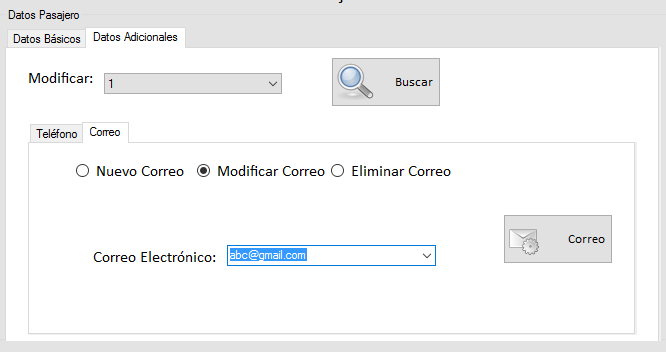 Datos Pasajero
Datos Básicos Datos Adicionales
Modificar: 1 Buscar
Teléfono Correo
Nuevo Correo Modificar Correo Eliminar Correo
Correo
Correo Electrónico: abc@gmail.com